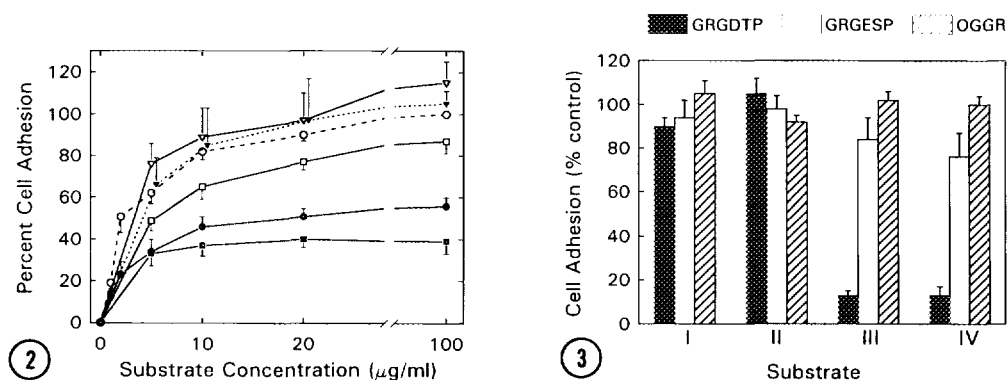 GRGDTP GRGESP OGGR
120
100
80
60
40
20
0
Percent Cell Adhesion
0 10 20 100
Substrate Concentration (µg/ml)
2
120
100
80
60
40
20
0
Cell Adhesion (% control)
I II III IV
Substrate
3